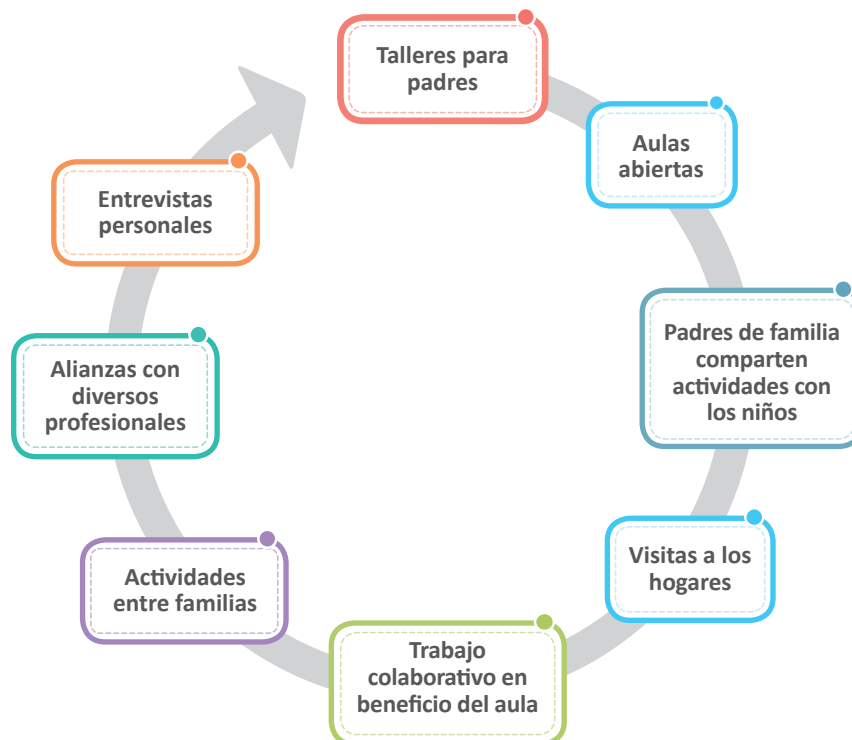 Talleres para
padres
Aulas
abiertas
Padres de familia
comparten
actividades con
los niños
Visitas a los
hogares
Trabajo
colaborativo en
beneficio del aula
Actividades
entre familias
Alianzas con
diversos
profesionales
Entrevistas
personales